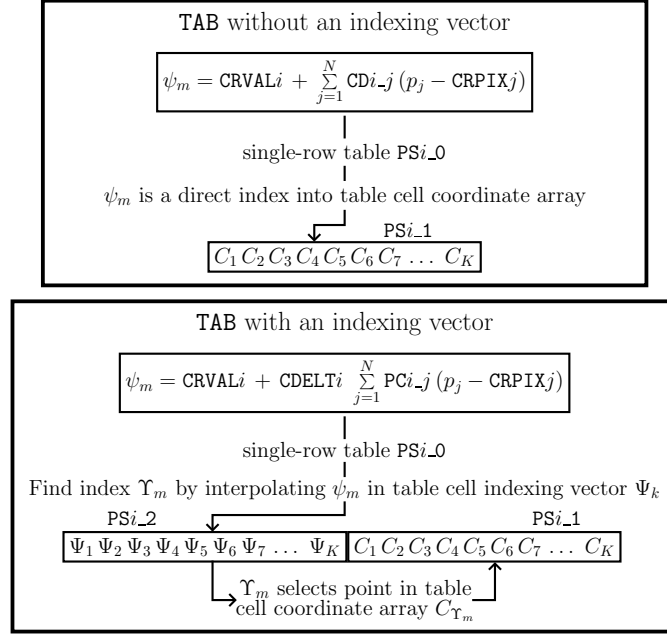 TAB without an indexing vector
ψ_m = CRVALi + ∑_{j=1}^{N} CDi_j (p_j − CRPIXj)
single-row table PSi_0
ψ_m is a direct index into table cell coordinate array
PSi_1
C_1 C_2 C_3 C_4 C_5 C_6 C_7 … C_K
TAB with an indexing vector
ψ_m = CRVALi + CDELTi ∑_{j=1}^{N} PCi_j (p_j − CRPIXj)
single-row table PSi_0
Find index Υ_m by interpolating ψ_m in table cell indexing vector Ψ_k
PSi_2 PSi_1
Ψ_1 Ψ_2 Ψ_3 Ψ_4 Ψ_5 Ψ_6 Ψ_7 … Ψ_K C_1 C_2 C_3 C_4 C_5 C_6 C_7 … C_K
Υ_m selects point in table
cell coordinate array C_{Υ_m}